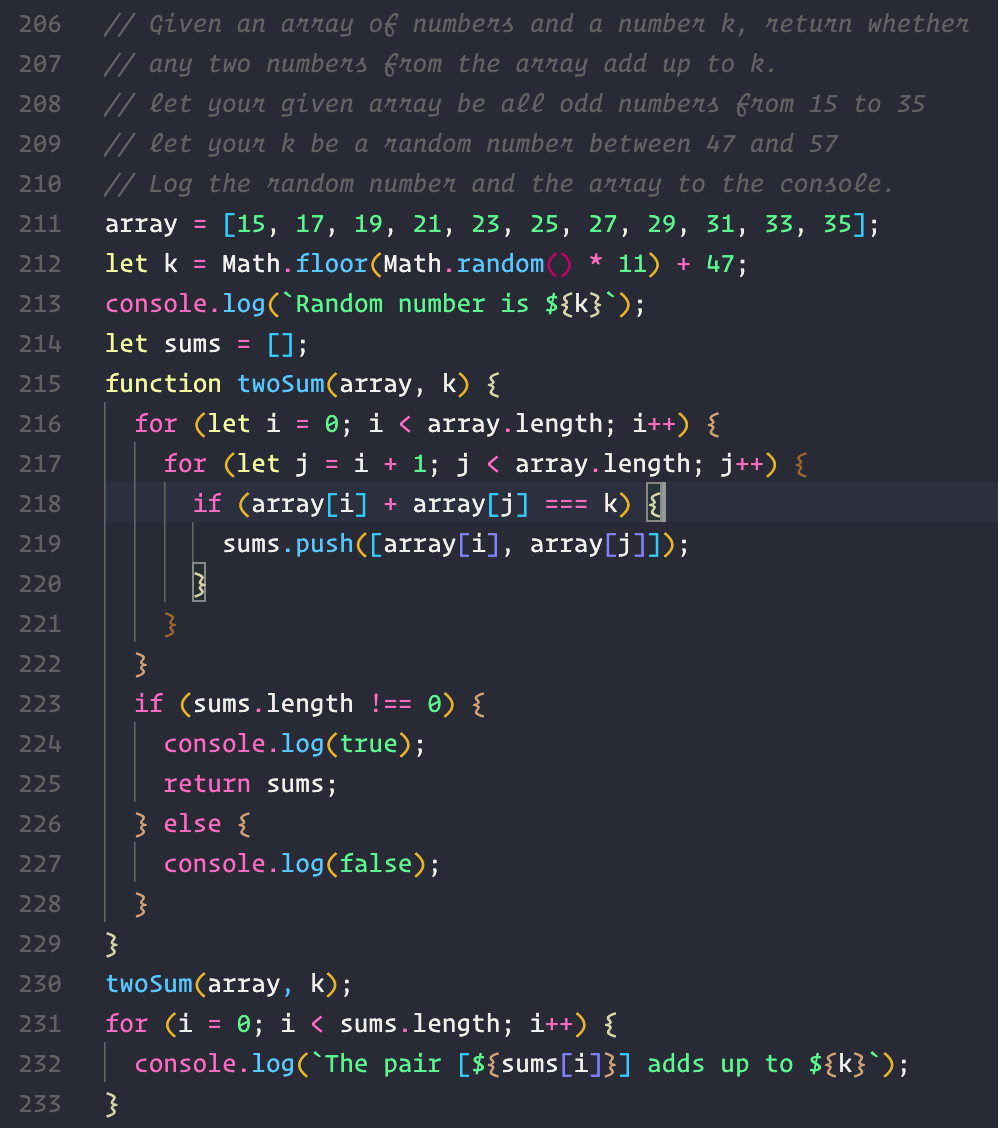 206 // Given an array of numbers and a number k, return whether
207 // any two numbers from the array add up to k.
208 // let your given array be all odd numbers from 15 to 35
209 // let your k be a random number between 47 and 57
210 // Log the random number and the array to the console.
211 array = [15, 17, 19, 21, 23, 25, 27, 29, 31, 33, 35];
212 let k = Math.floor(Math.random() * 11) + 47;
213 console.log(`Random number is ${k}`);
214 let sums = [];
215 function twoSum(array, k) {
216   for (let i = 0; i < array.length; i++) {
217     for (let j = i + 1; j < array.length; j++) {
218       if (array[i] + array[j] === k) {
219         sums.push([array[i], array[j]]);
220       }
221     }
222   }
223   if (sums.length !== 0) {
224     console.log(true);
225     return sums;
226   } else {
227     console.log(false);
228   }
229 }
230 twoSum(array, k);
231 for (i = 0; i < sums.length; i++) {
232   console.log(`The pair [${sums[i]}] adds up to ${k}`);
233 }